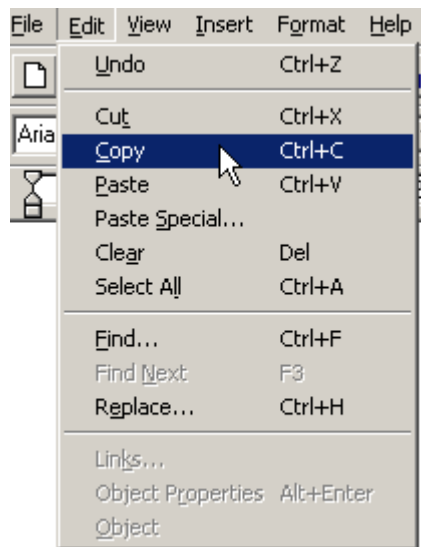 File Edit View Insert Format Help
Undo Ctrl+Z
Cut Ctrl+X
Aria
Copy Ctrl+C
Paste Ctrl+V
Paste Special...
Clear Del
Select All Ctrl+A
Find... Ctrl+F
Find Next F3
Replace... Ctrl+H
Links...
Object Properties Alt+Enter
Object